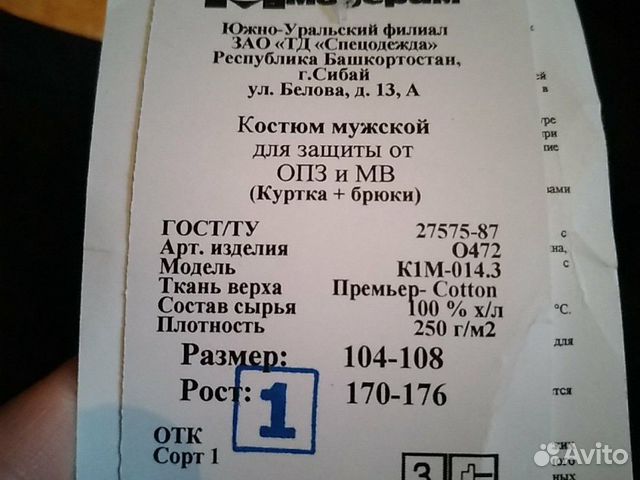 Южно-Уральский филиал
ЗАО «ТД «Спецодежда»
Республика Башкортостан,
г.Сибай
ул. Белова, д. 13, А
Костюм мужской
для защиты от
ОПЗ и МВ
(Куртка + брюки)
ГОСТ/ТУ 27575-87
Арт. изделия О472
Модель К1М-014.3
Ткань верха Премьер- Cotton
Состав сырья 100 % х/л
Плотность 250 г/м2
Размер: 104-108
Рост: 170-176
1
ОТК
Сорт 1
З
с
с
°С.
для
Avito